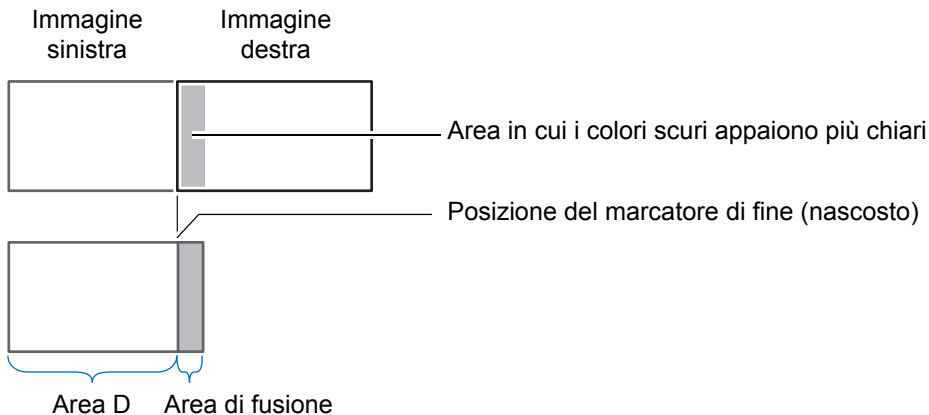 Immagine
sinistra
Immagine
destra
Area in cui i colori scuri appaiono più chiari
Posizione del marcatore di fine (nascosto)
Area D
Area di fusione